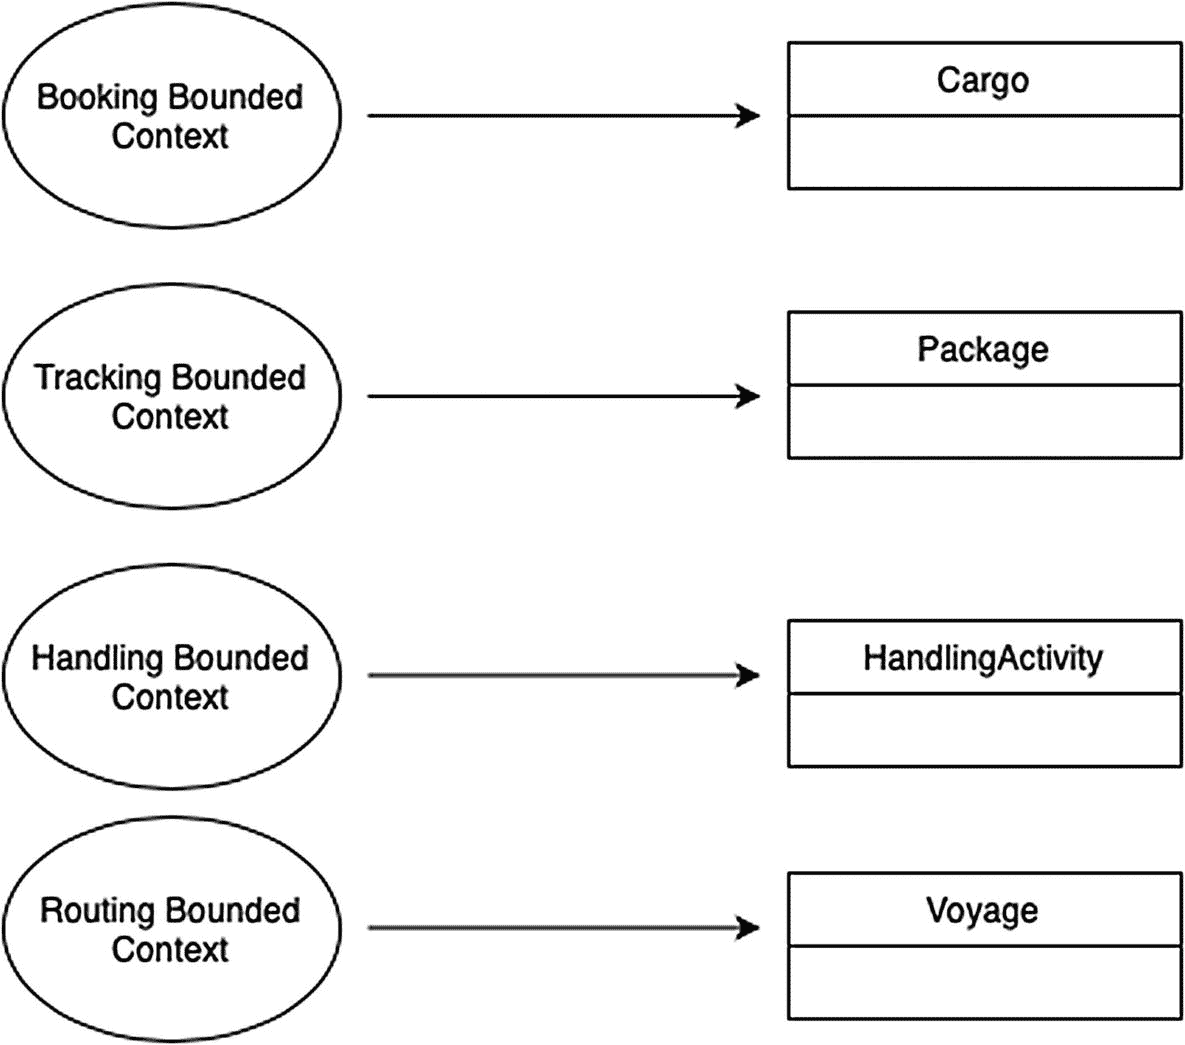 Booking Bounded
Context
Cargo
Tracking Bounded
Context
Package
Handling Bounded
Context
HandlingActivity
Routing Bounded
Context
Voyage